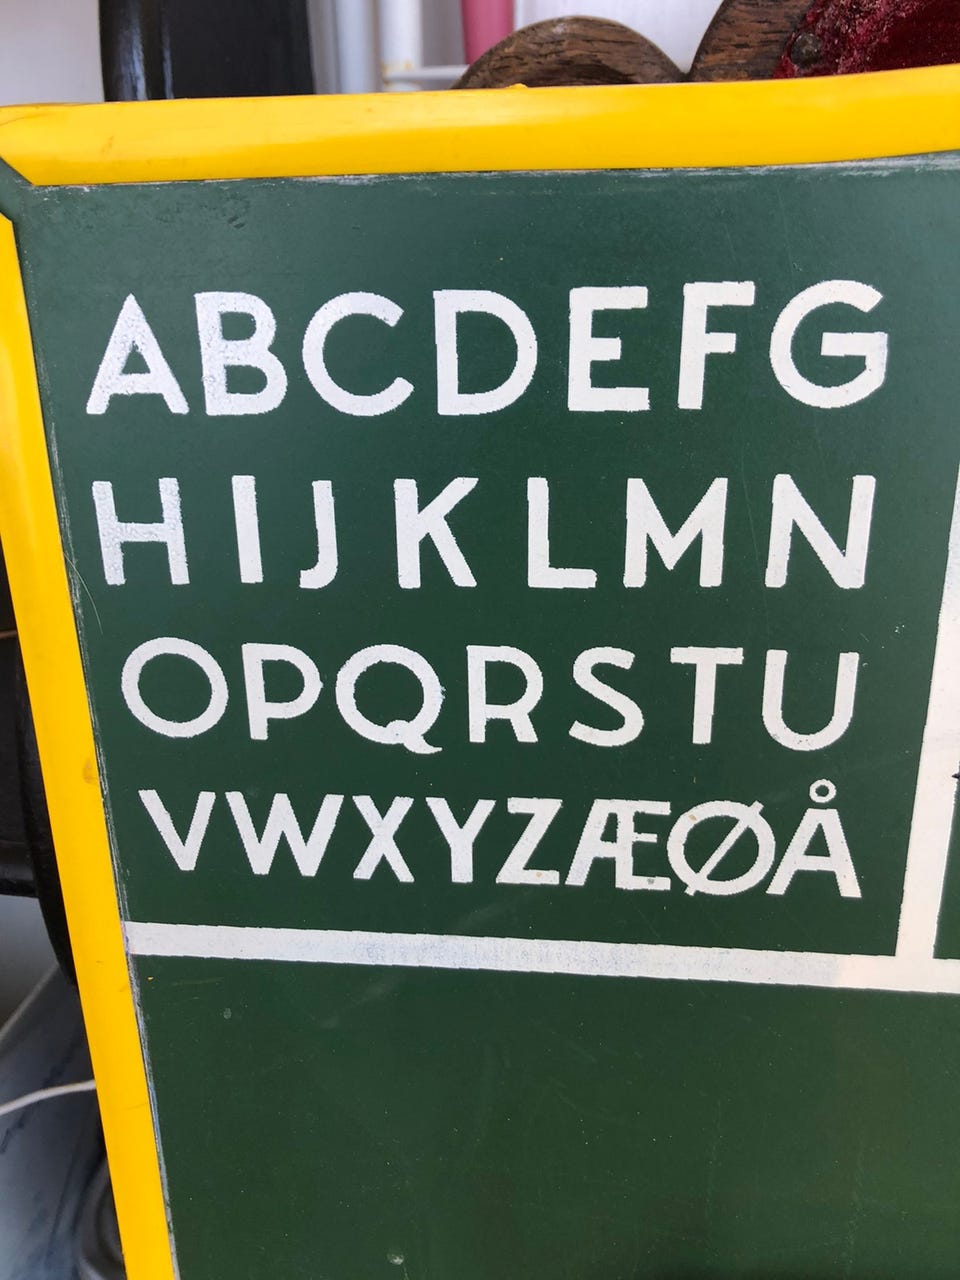 ABCDEFG
HIJKLMN
OPQRSTU
VWXYZÆØÅ